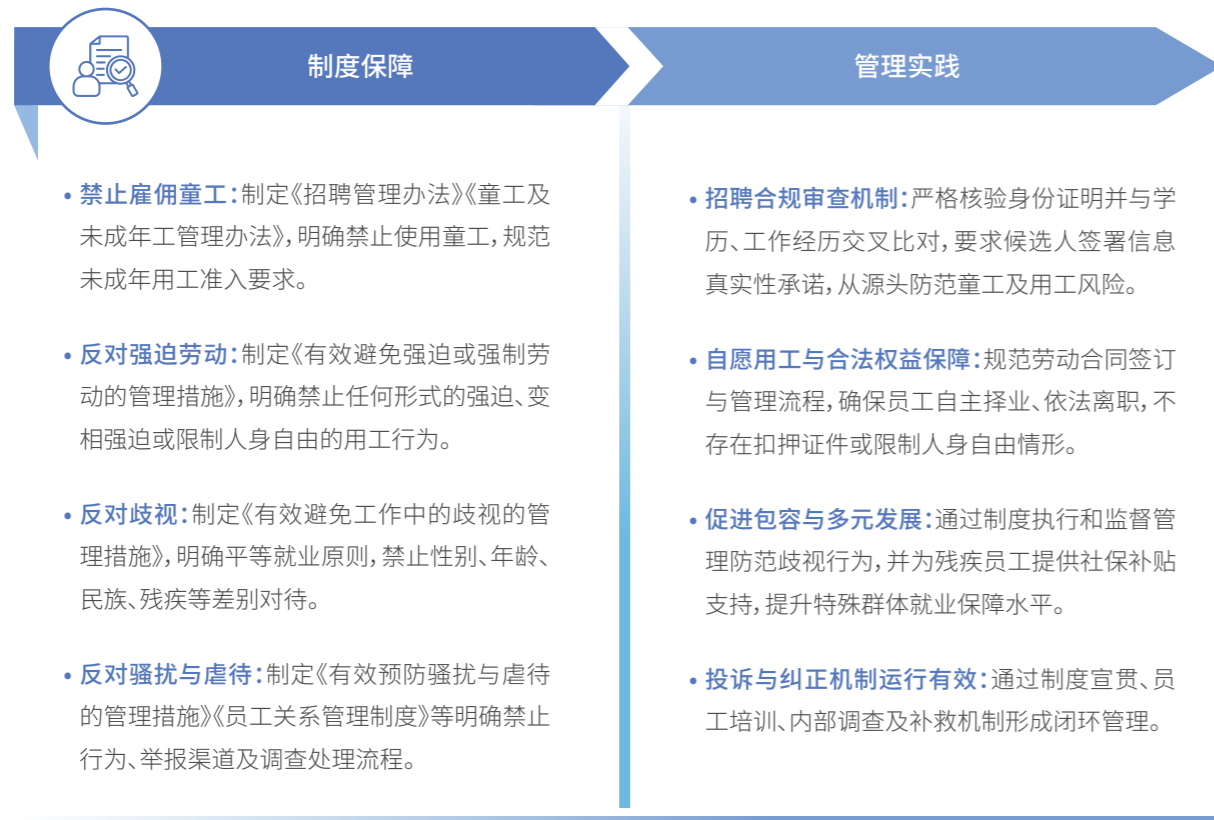 制度保障
管理实践
• 禁止雇佣童工：制定《招聘管理办法》《童工及
未成年工管理办法》，明确禁止使用童工，规范
未成年用工准入要求。
• 反对强迫劳动：制定《有效避免强迫或强制劳
动的管理措施》，明确禁止任何形式的强迫、变
相强迫或限制人身自由的用工行为。
• 反对歧视：制定《有效避免工作中的歧视的管
理措施》，明确平等就业原则，禁止性别、年龄、
民族、残疾等差别对待。
• 反对骚扰与虐待：制定《有效预防骚扰与虐待
的管理措施》《员工关系管理制度》等明确禁止
行为、举报渠道及调查处理流程。
• 招聘合规审查机制：严格核验身份证明并与学
历、工作经历交叉比对，要求候选人签署信息
真实性承诺，从源头防范童工及用工风险。
• 自愿用工与合法权益保障：规范劳动合同签订
与管理流程，确保员工自主择业、依法离职，不
存在扣押证件或限制人身自由情形。
• 促进包容与多元发展：通过制度执行和监督管
理防范歧视行为，并为残疾员工提供社保补贴
支持，提升特殊群体就业保障水平。
• 投诉与纠正机制运行有效：通过制度宣贯、员
工培训、内部调查及补救机制形成闭环管理。